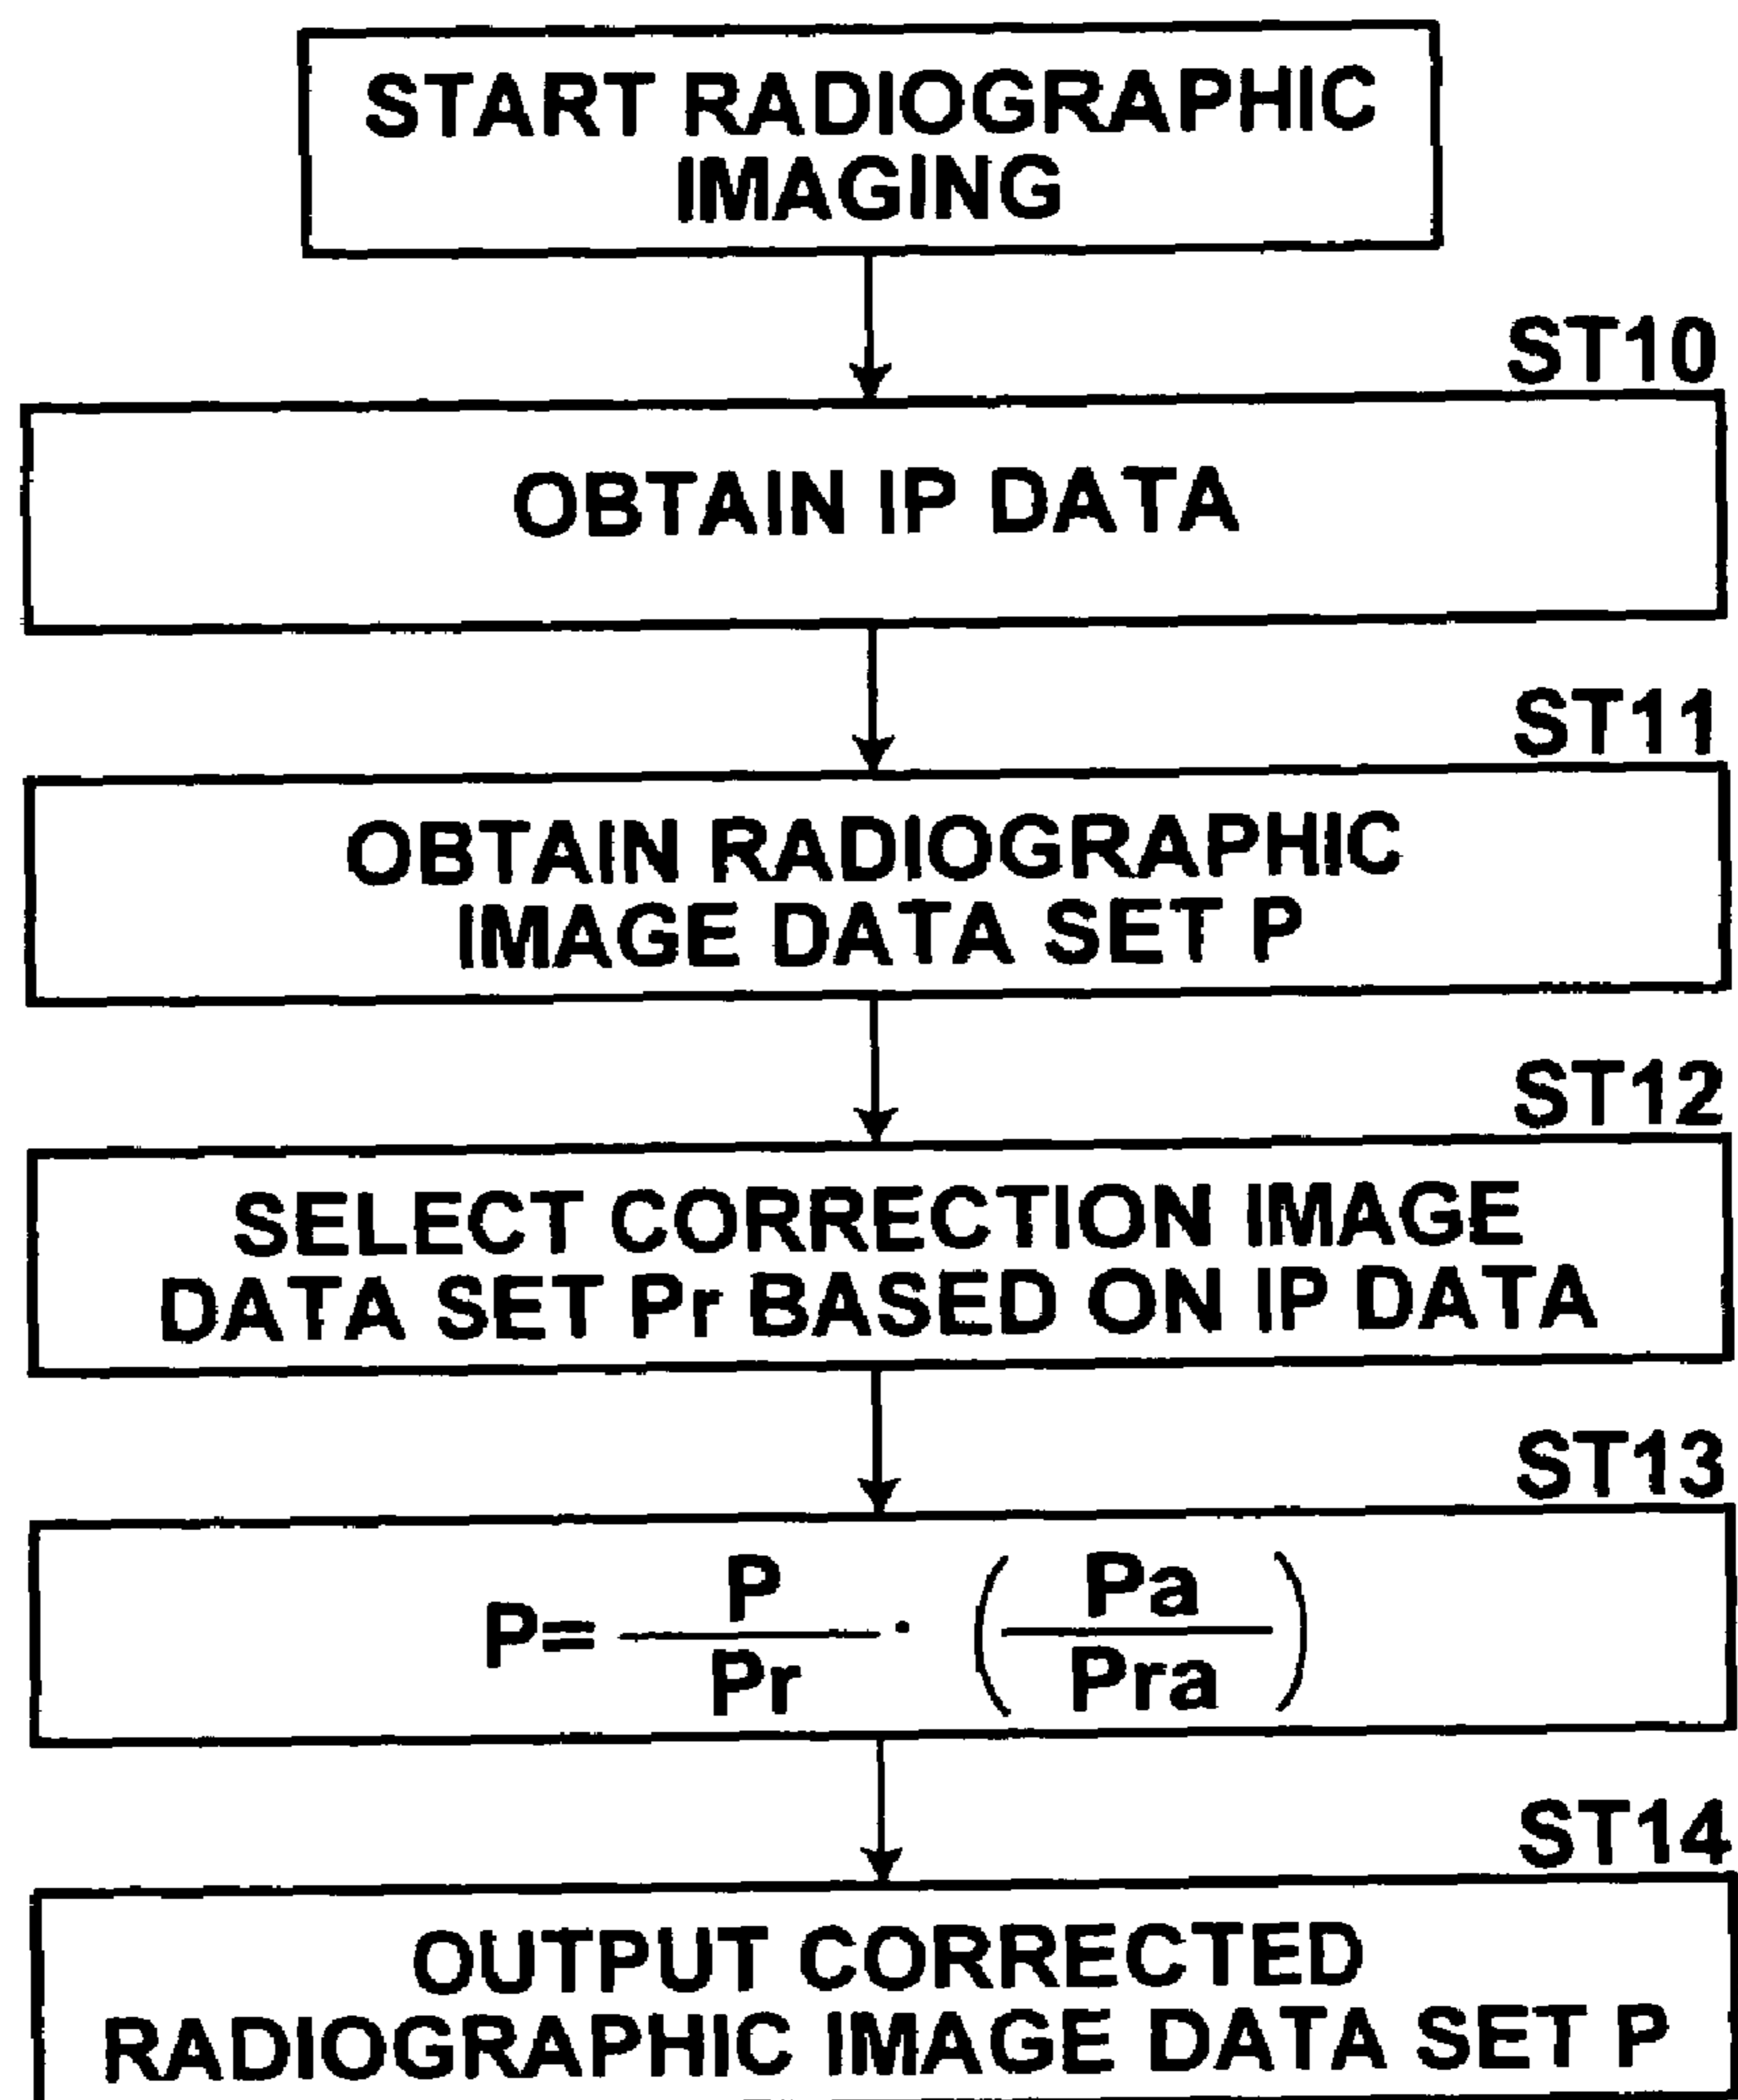 START RADIOGRAPHIC
IMAGING
ST10
OBTAIN IP DATA
ST11
OBTAIN RADIOGRAPHIC
IMAGE DATA SET P
ST12
SELECT CORRECTION IMAGE
DATA SET Pr BASED ON IP DATA
ST13
P= P/Pr · (Pa/Pra)
ST14
OUTPUT CORRECTED
RADIOGRAPHIC IMAGE DATA SET P